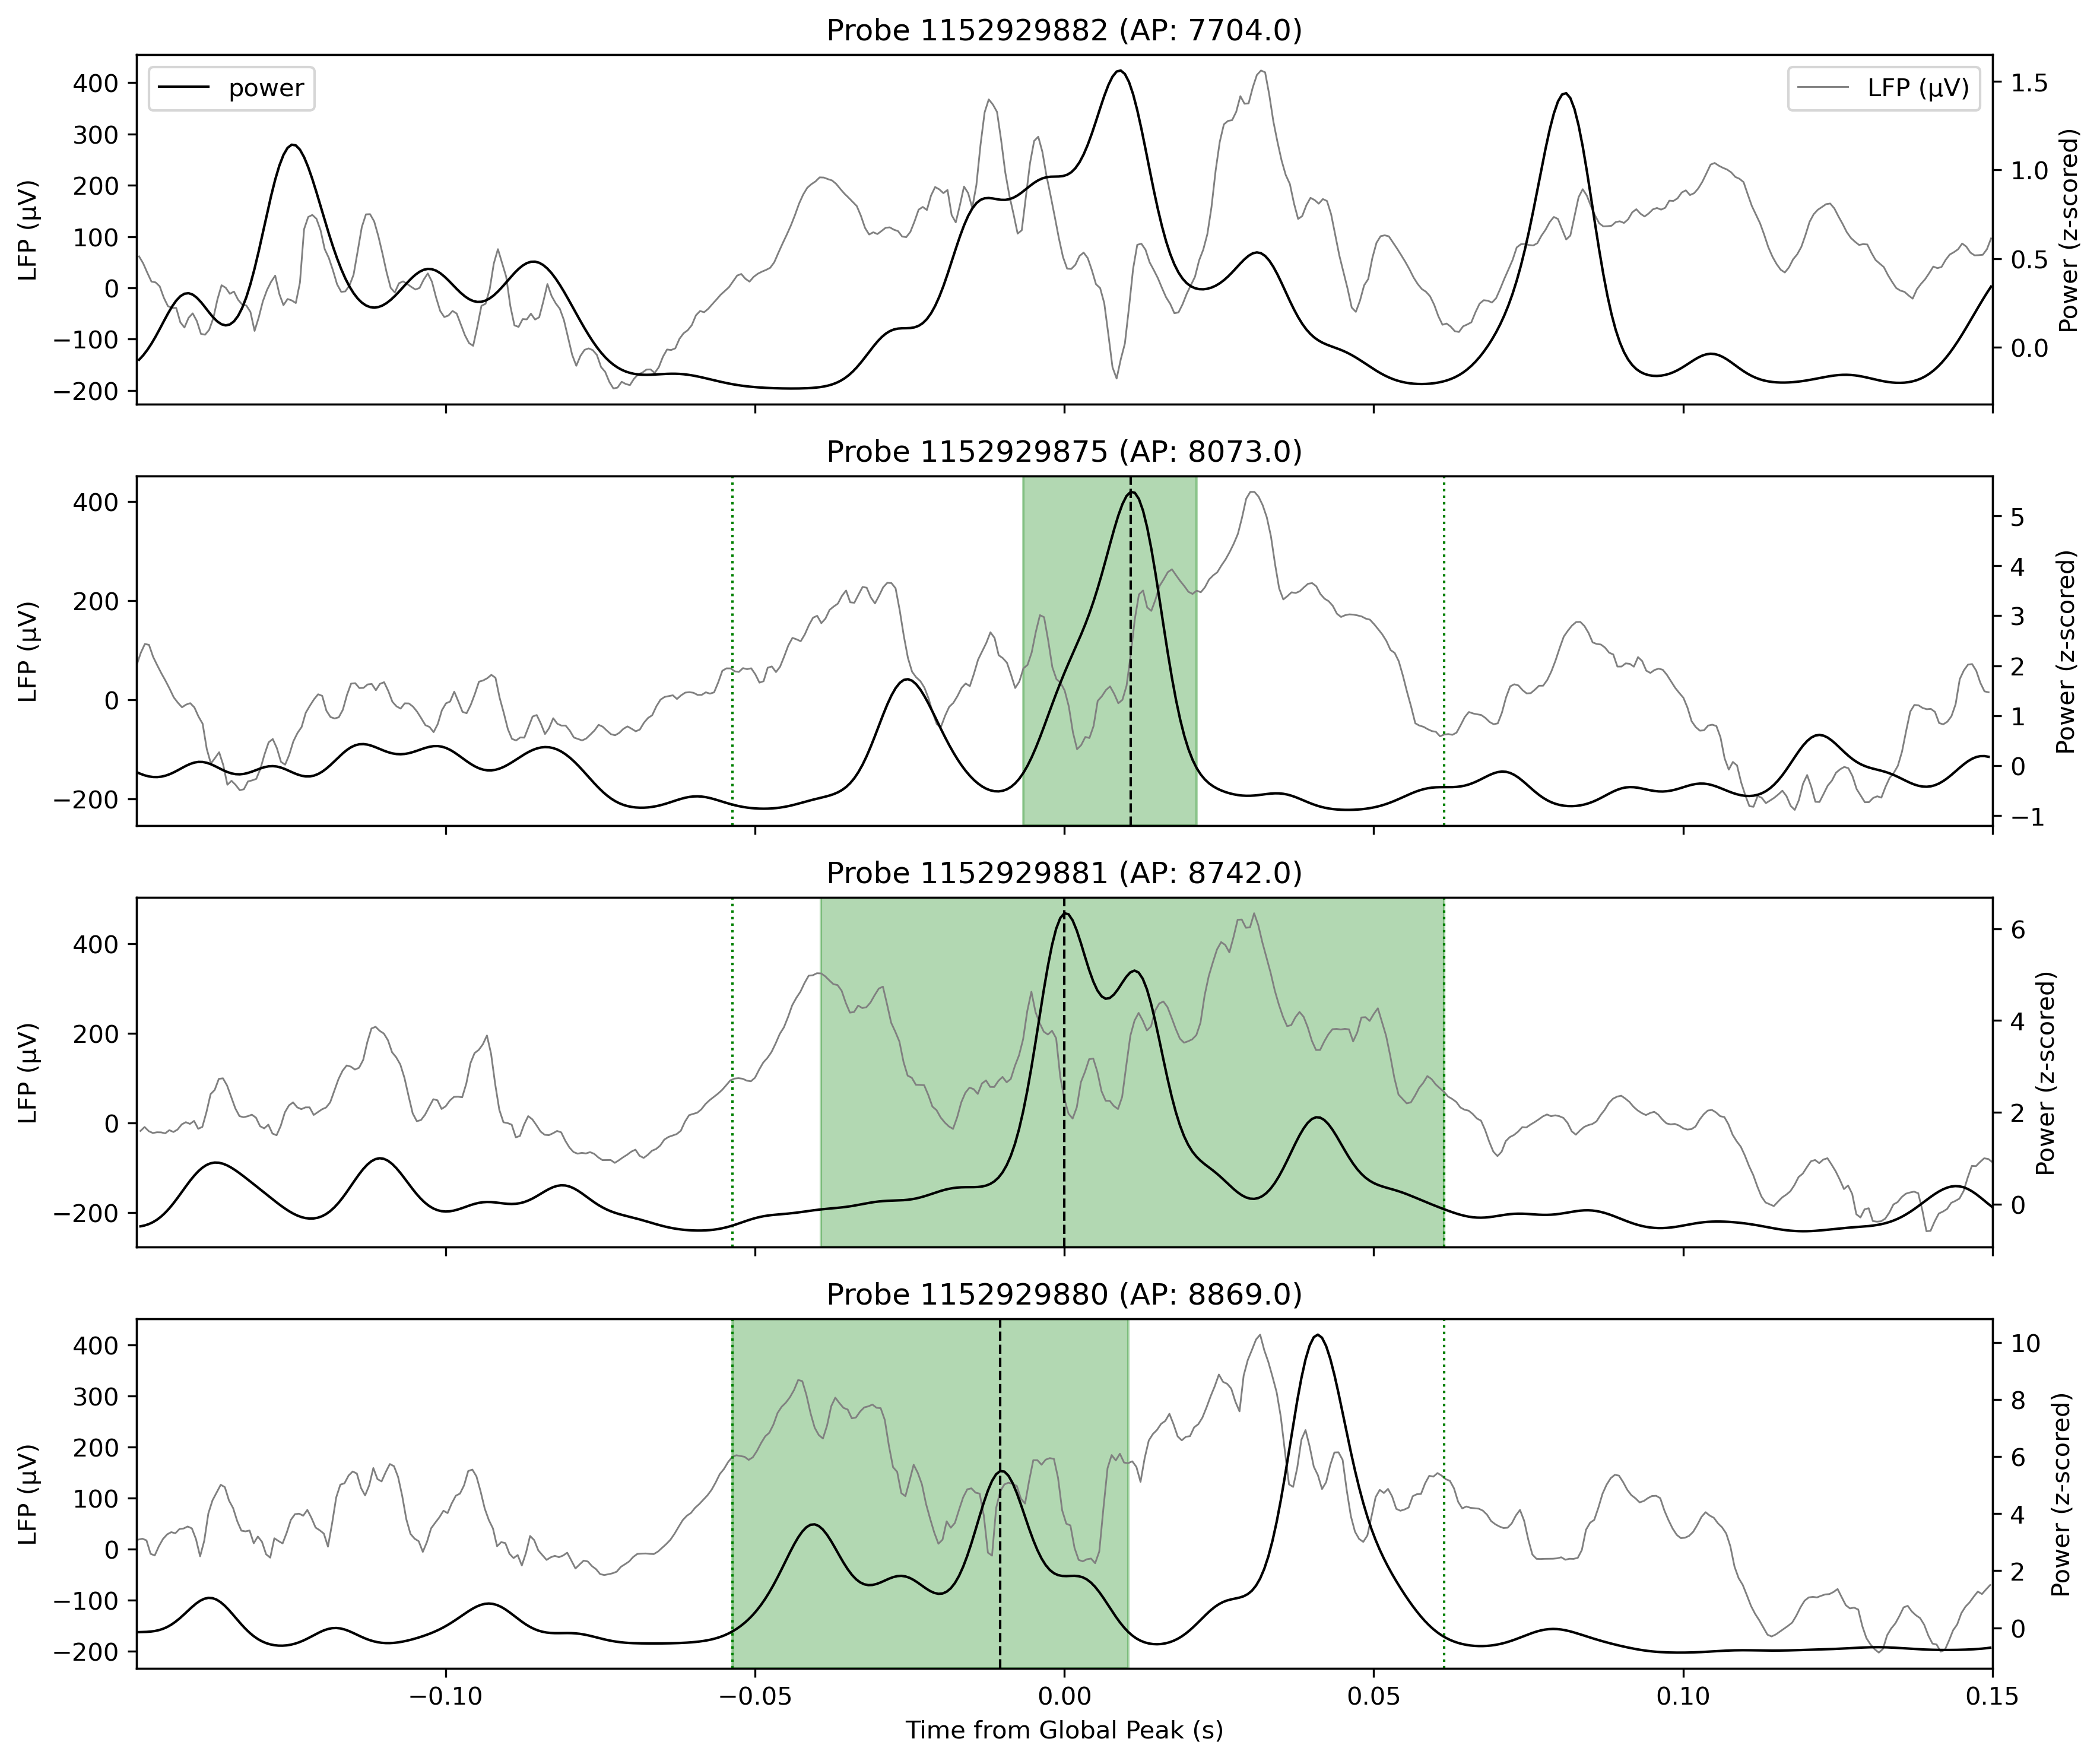 Probe 1152929882 (AP: 7704.0)
power
LFP (µV)
400
300
200
100
0
−100
−200
LFP (µV)
1.5
1.0
0.5
0.0
Power (z-scored)
Probe 1152929875 (AP: 8073.0)
400
200
0
−200
LFP (µV)
5
4
3
2
1
0
−1
Power (z-scored)
Probe 1152929881 (AP: 8742.0)
400
200
0
−200
LFP (µV)
6
4
2
0
Power (z-scored)
Probe 1152929880 (AP: 8869.0)
400
300
200
100
0
−100
−200
LFP (µV)
10
8
6
4
2
0
Power (z-scored)
−0.10 −0.05 0.00 0.05 0.10 0.15
Time from Global Peak (s)